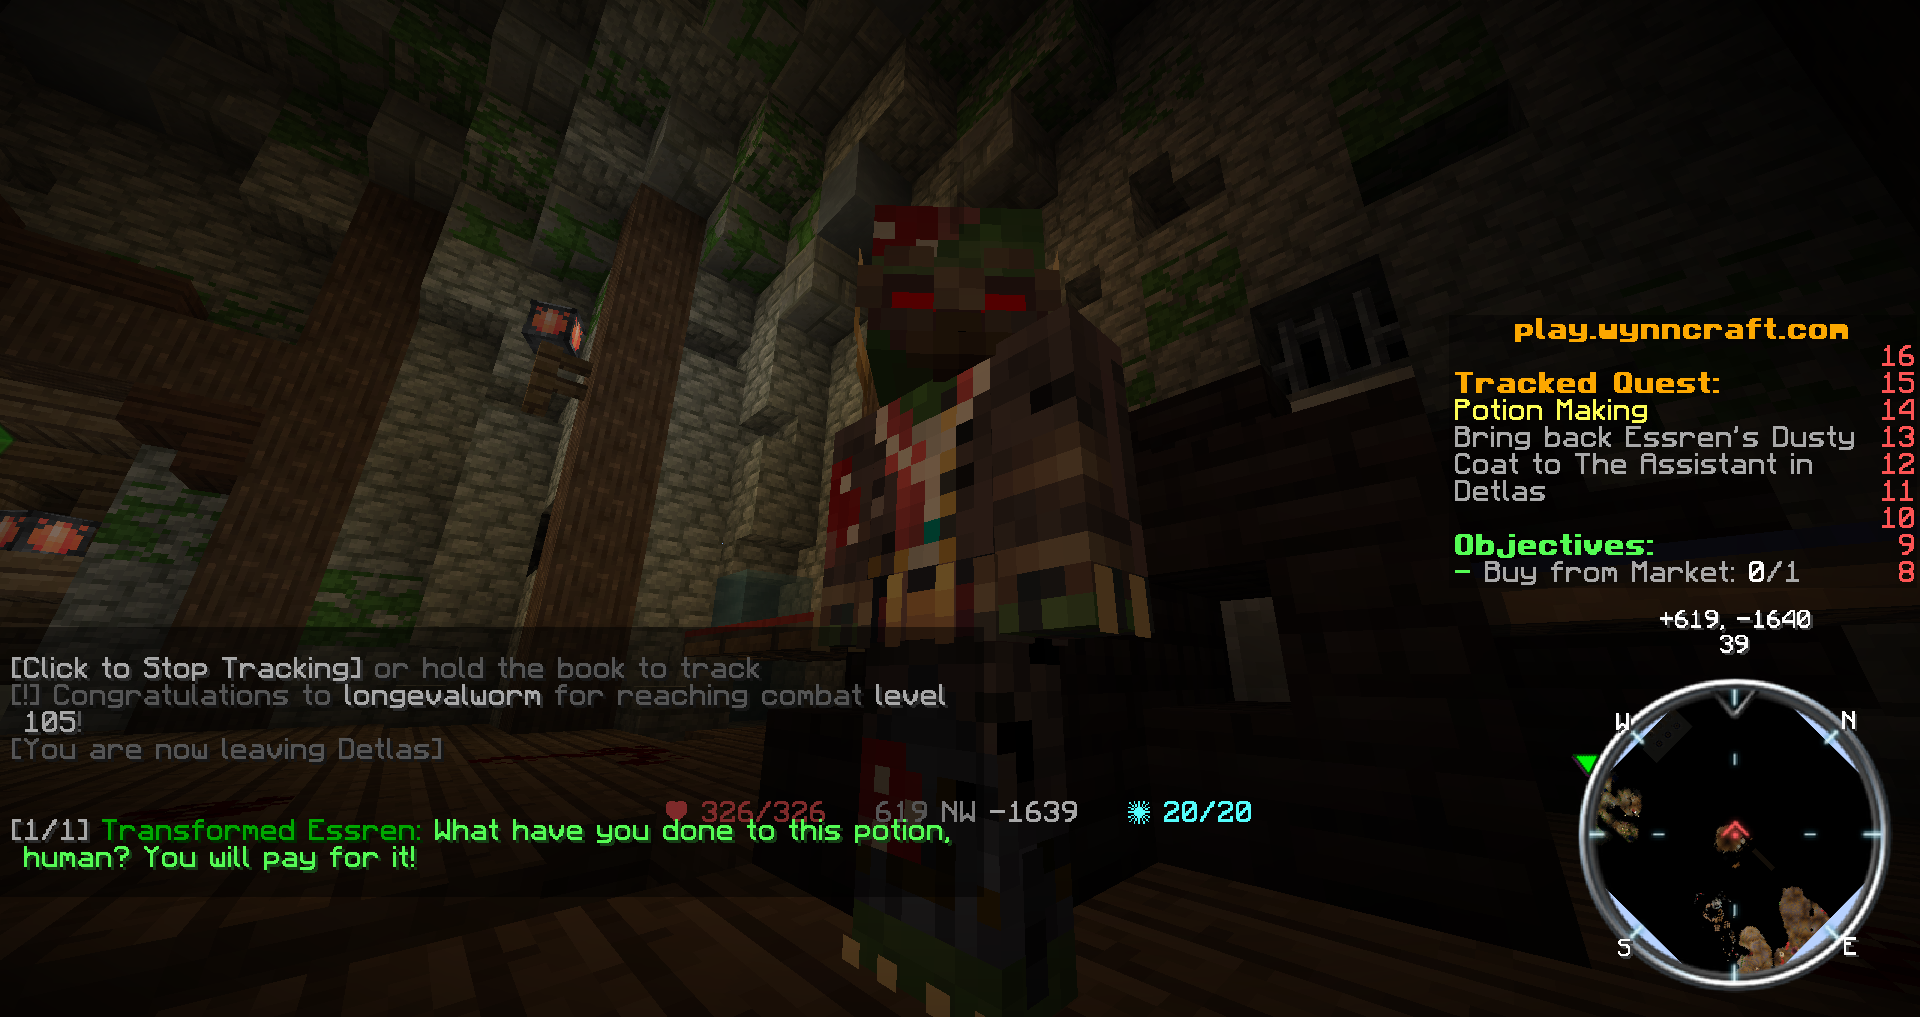 play.wynncraft.com
16
Tracked Quest: 15
Potion Making 14
Bring back Essren's Dusty 13
Coat to The Assistant in 12
Detlas 11
10
Objectives: 9
- Buy from Market: 0/1 8
+619, -1640
39
W N
S E
[Click to Stop Tracking] or hold the book to track
[!] Congratulations to longevalworm for reaching combat level
105!
[You are now leaving Detlas]
326/326 619 NW -1639 20/20
[1/1] Transformed Essren: What have you done to this potion,
human? You will pay for it!